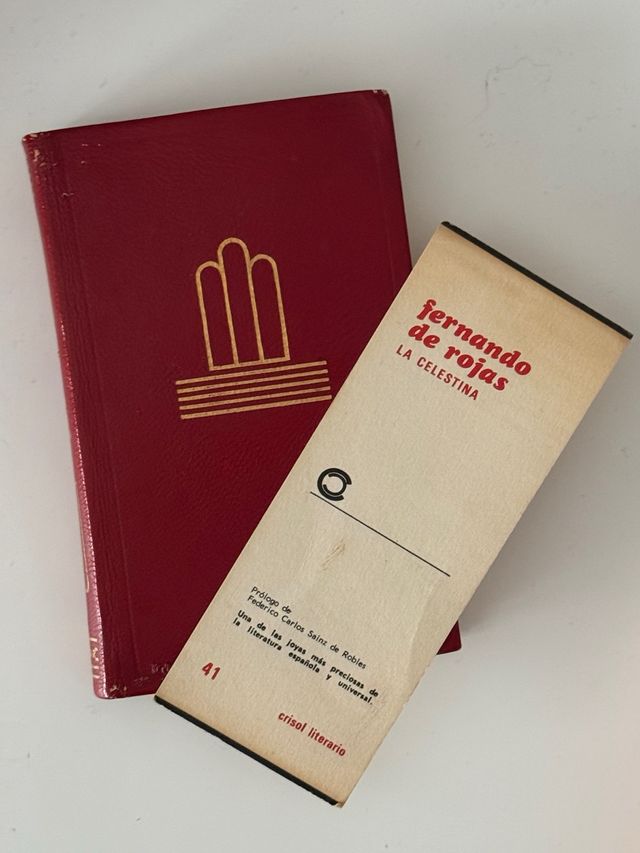 fernando
de rojas
LA CELESTINA
Prólogo de
Federico Carlos Sainz de Robles
Una de las joyas más preciosas de
la literatura española y universal.
41
crisol literario